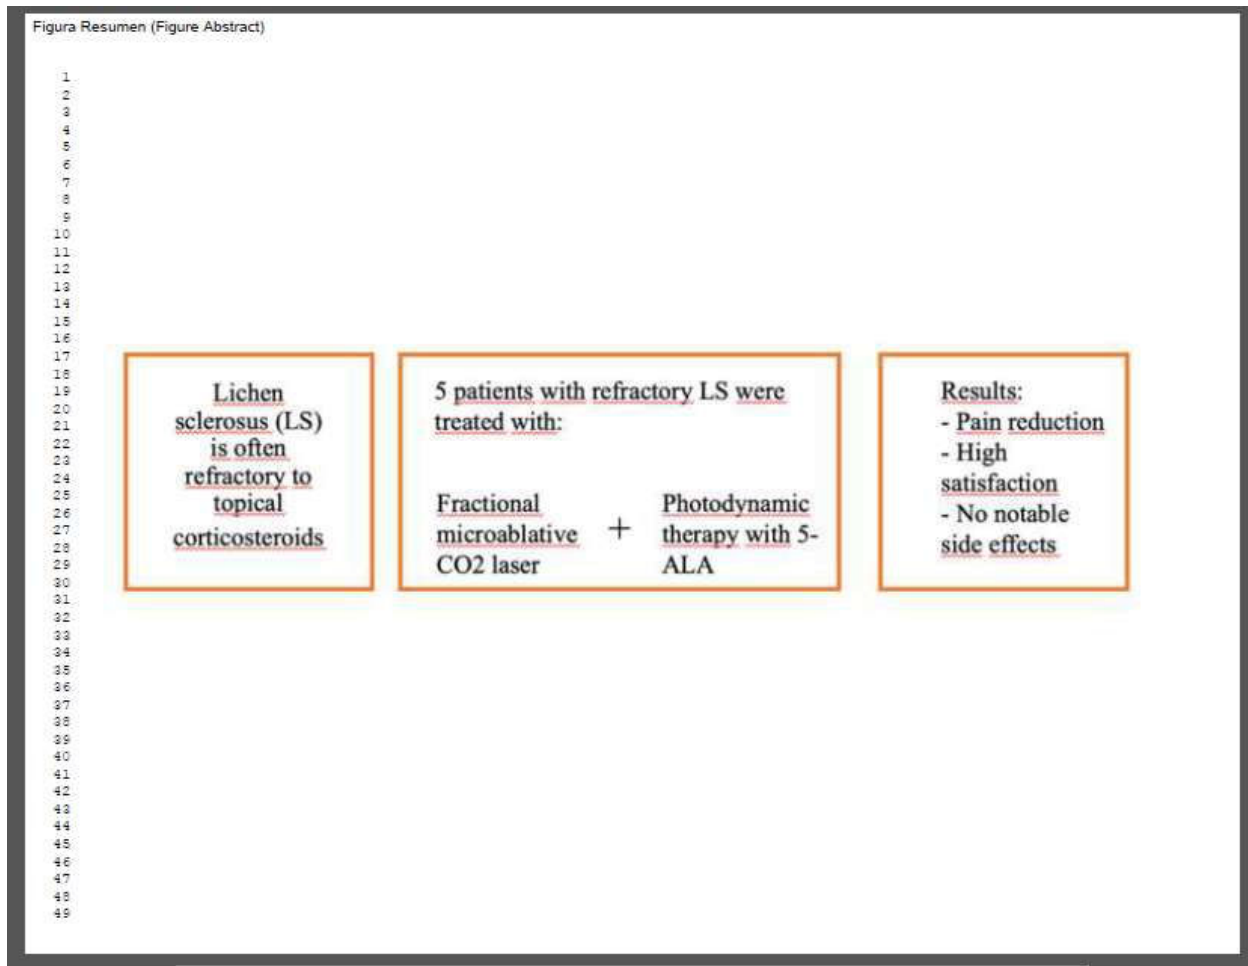 Figura Resumen (Figure Abstract)
1
2
3
4
5
6
7
8
9
10
11
12
13
14
15
16
17
18
19
20
21
22
23
24
25
26
27
28
29
30
31
32
33
34
35
36
37
38
39
40
41
42
43
44
45
46
47
48
49
Lichen
sclerosus (LS)
is often
refractory to
topical
corticosteroids
5 patients with refractory LS were
treated with:
Fractional
microablative
CO2 laser
+
Photodynamic
therapy with 5-
ALA
Results:
- Pain reduction
- High
satisfaction
- No notable
side effects